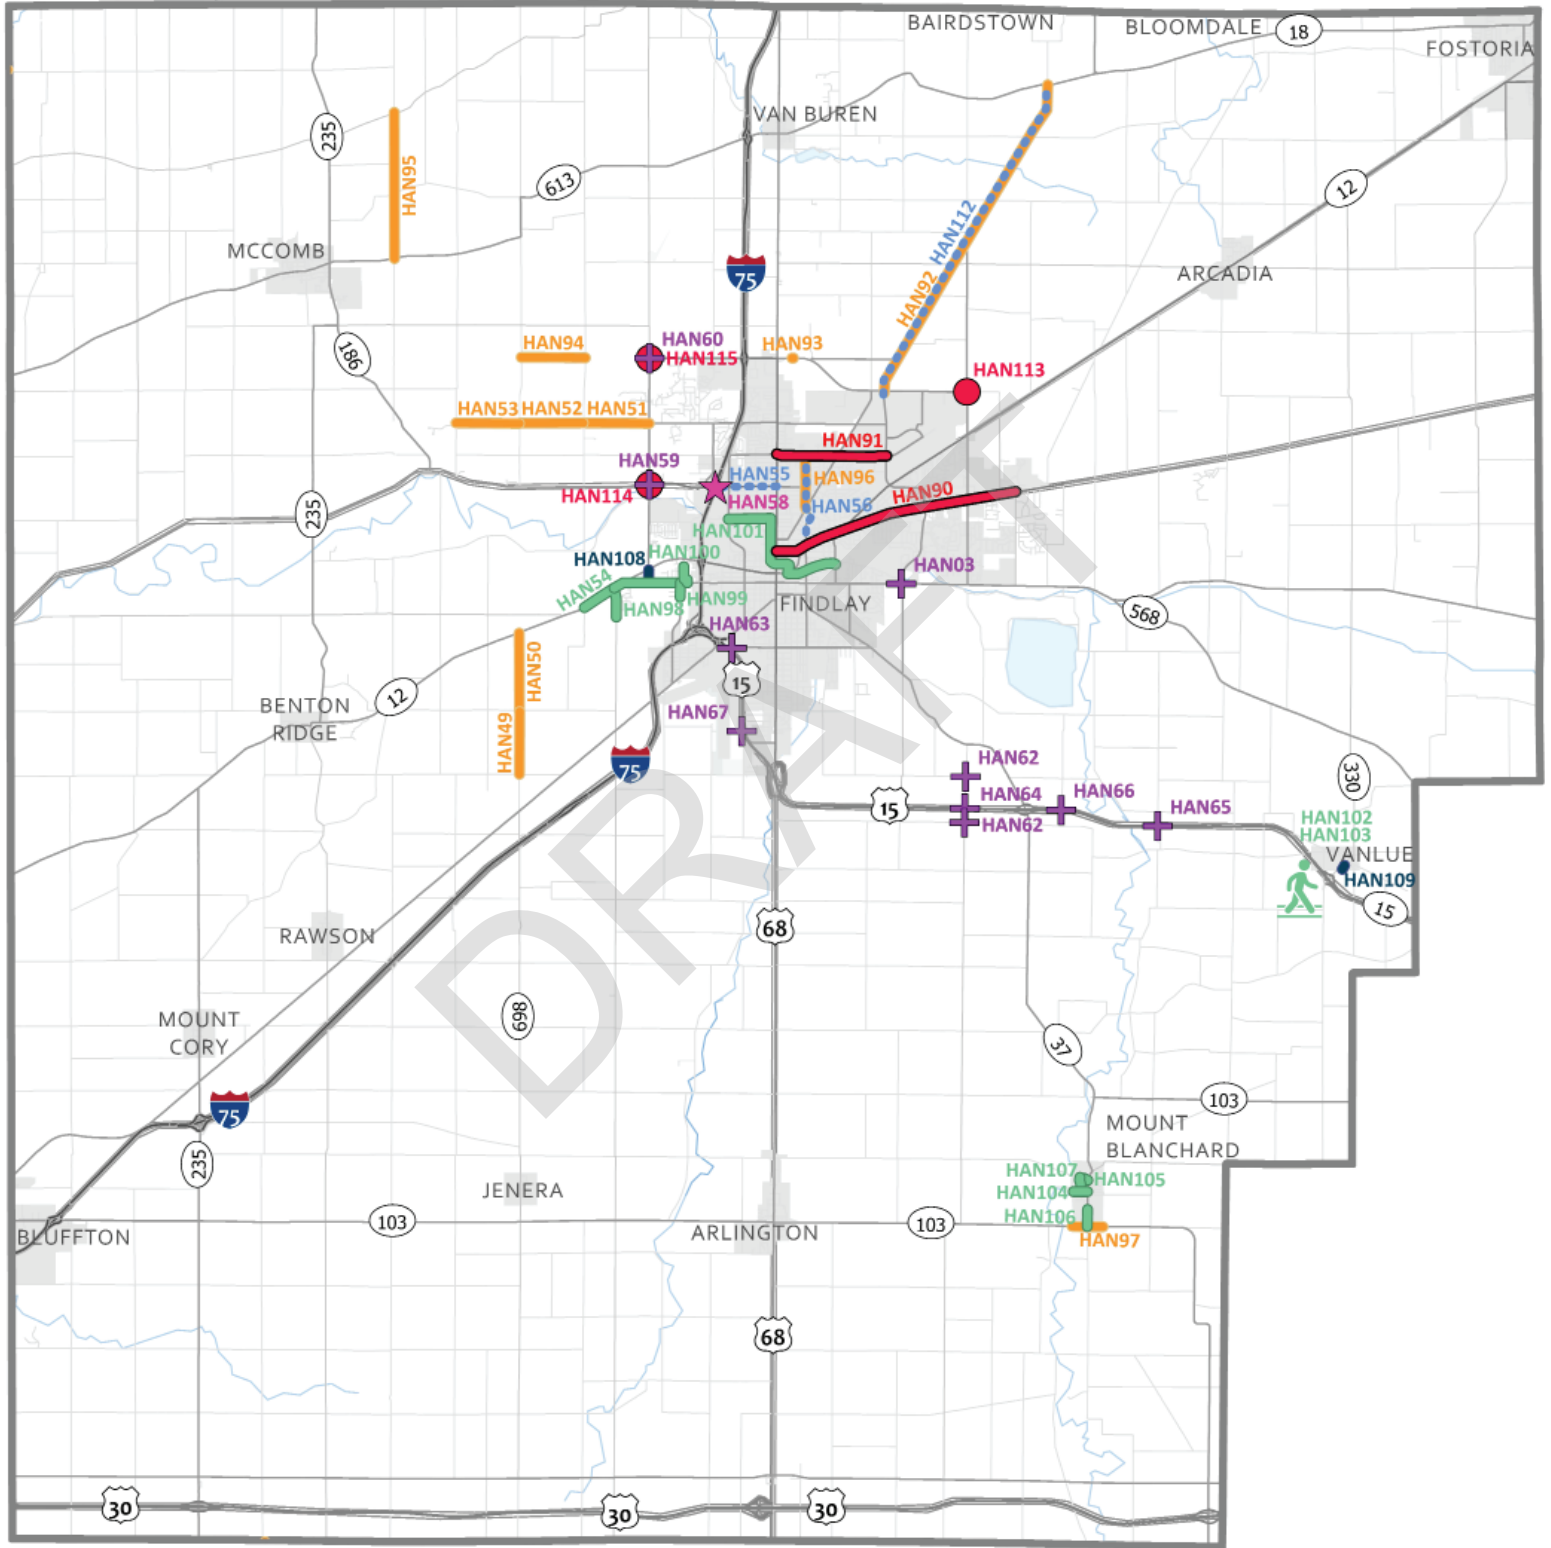 BAIRDSTOWN
BLOOMDALE
18
FOSTORIA
VAN BUREN
235
HAN95
613
12
HAN112
HAN92
MCCOMB
75
ARCADIA
186
HAN94
HAN60
HAN115
HAN93
HAN113
HAN53
HAN52
HAN51
HAN91
HAN59
HAN114
HAN55
HAN58
HAN96
HAN56
HAN90
235
HAN101
HAN108
HAN100
HAN54
HAN98
HAN99
HAN03
FINDLAY
568
HAN63
15
HAN50
HAN49
12
BENTON
RIDGE
HAN67
75
HAN62
HAN64
HAN62
HAN66
HAN65
15
330
HAN102
HAN103
VANLUE
HAN109
15
DRAFT
68
RAWSON
698
MOUNT
CORY
37
75
103
MOUNT
BLANCHARD
235
HAN107
HAN105
HAN104
HAN106
HAN97
JENERA
103
BLUFFTON
ARLINGTON
103
68
30
30
30